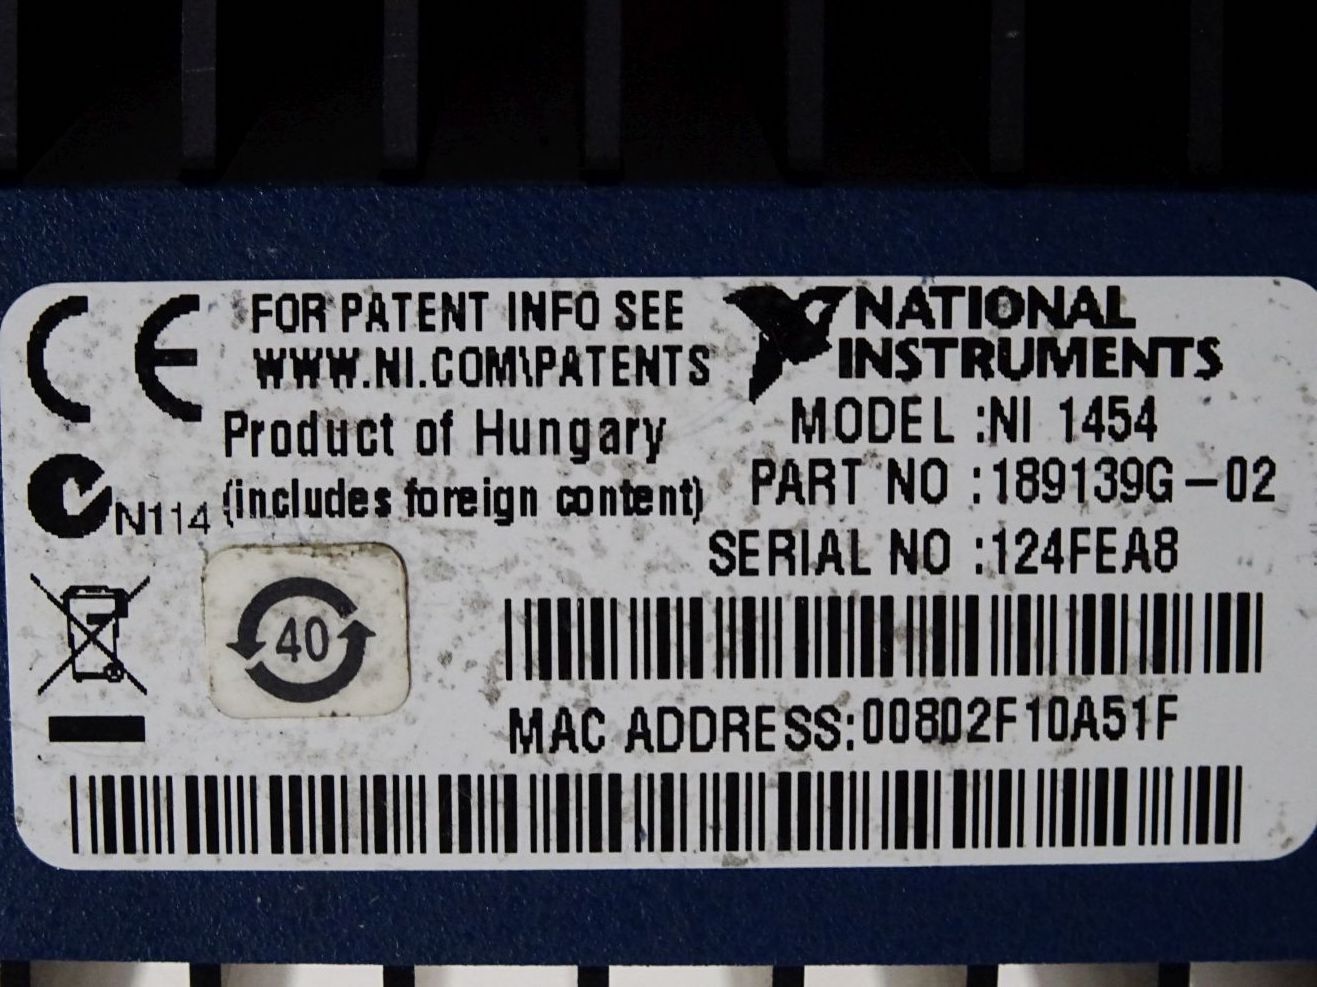 CE
FOR PATENT INFO SEE
WWW.NI.COM\PATENTS
Product of Hungary
(includes foreign content)
N114
40
NATIONAL
INSTRUMENTS
MODEL :NI 1454
PART NO :189139G-02
SERIAL NO :124FEA8
MAC ADDRESS:00802F10A51F